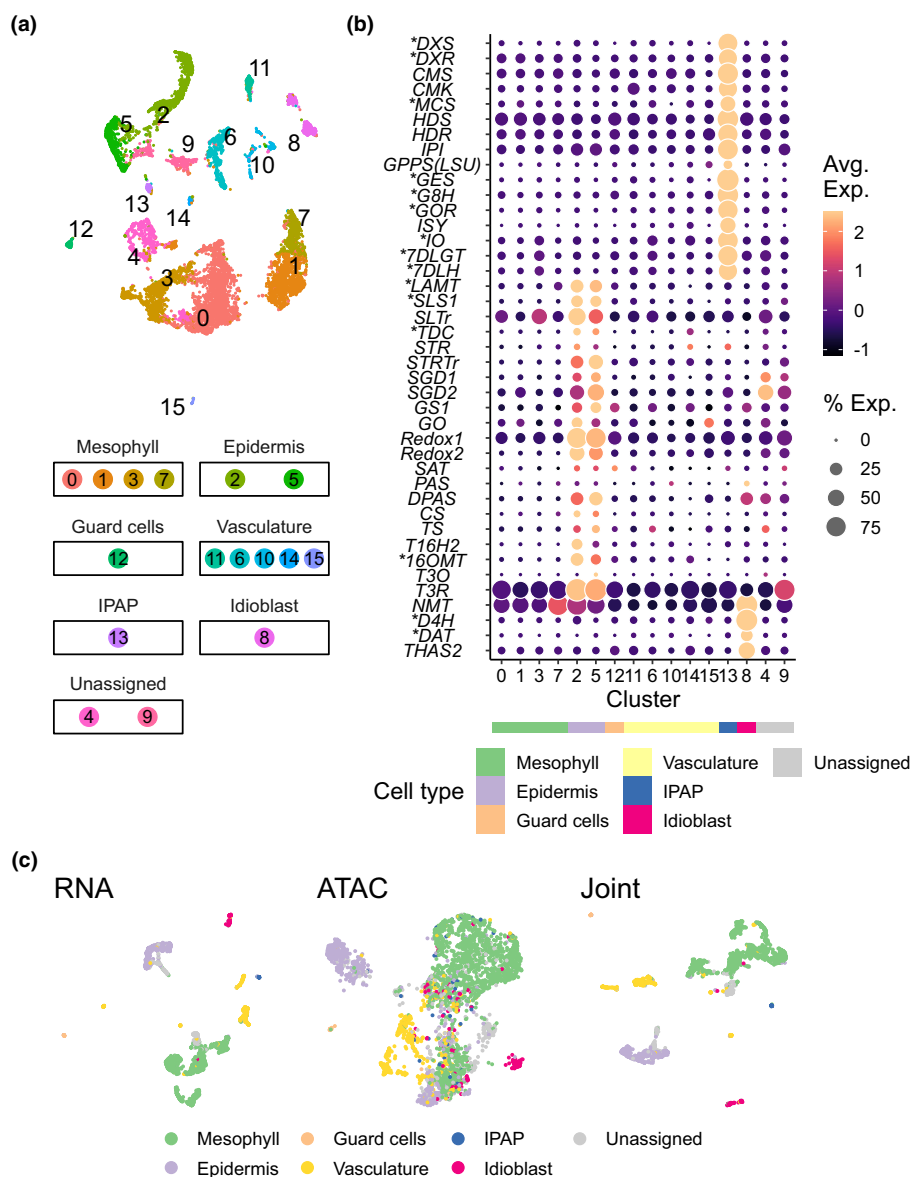 (a)
11
2
5
6
8
9
10
13
14
12
7
4
3
1
0
15
Mesophyll
0 1 3 7
Epidermis
2 5
Guard cells
12
Vasculature
11 6 10 14 15
IPAP
13
Idioblast
8
Unassigned
4 9
(b)
*DXS
*DXR
CMS
CMK
*MCS
HDS
HDR
IPI
GPPS(LSU)
*GES
*G8H
*GOR
ISY
*IO
*7DLGT
*7DLH
*LAMT
*SLS1
SLTr
*TDC
STR
STRTr
SGD1
SGD2
GS1
GO
Redox1
Redox2
SAT
PAS
DPAS
CS
TS
T16H2
*16OMT
T3O
T3R
NMT
*D4H
*DAT
THAS2
0 1 3 7 2 5 12 11 6 10 14 15 13 8 4 9
Cluster
Avg.
Exp.
2
1
0
-1
% Exp.
0
25
50
75
Cell type
Mesophyll
Epidermis
Guard cells
Vasculature
IPAP
Idioblast
Unassigned
(c)
RNA
ATAC
Joint
Mesophyll Guard cells IPAP Unassigned
Epidermis Vasculature Idioblast